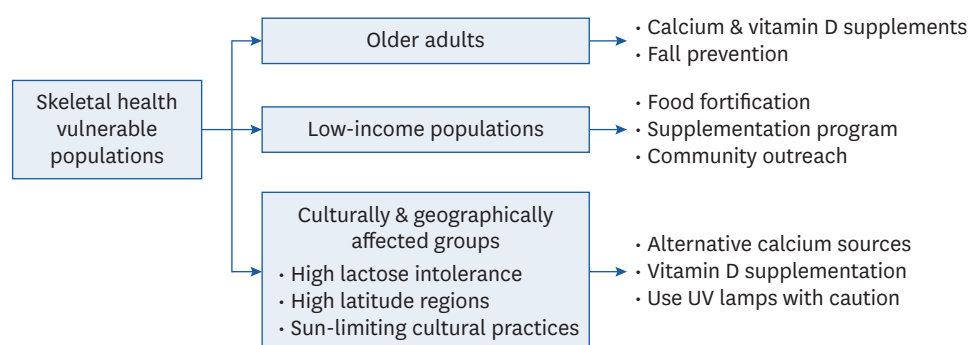 Skeletal health
vulnerable
populations
Older adults
· Calcium & vitamin D supplements
· Fall prevention
Low-income populations
· Food fortification
· Supplementation program
· Community outreach
Culturally & geographically
affected groups
· High lactose intolerance
· High latitude regions
· Sun-limiting cultural practices
· Alternative calcium sources
· Vitamin D supplementation
· Use UV lamps with caution